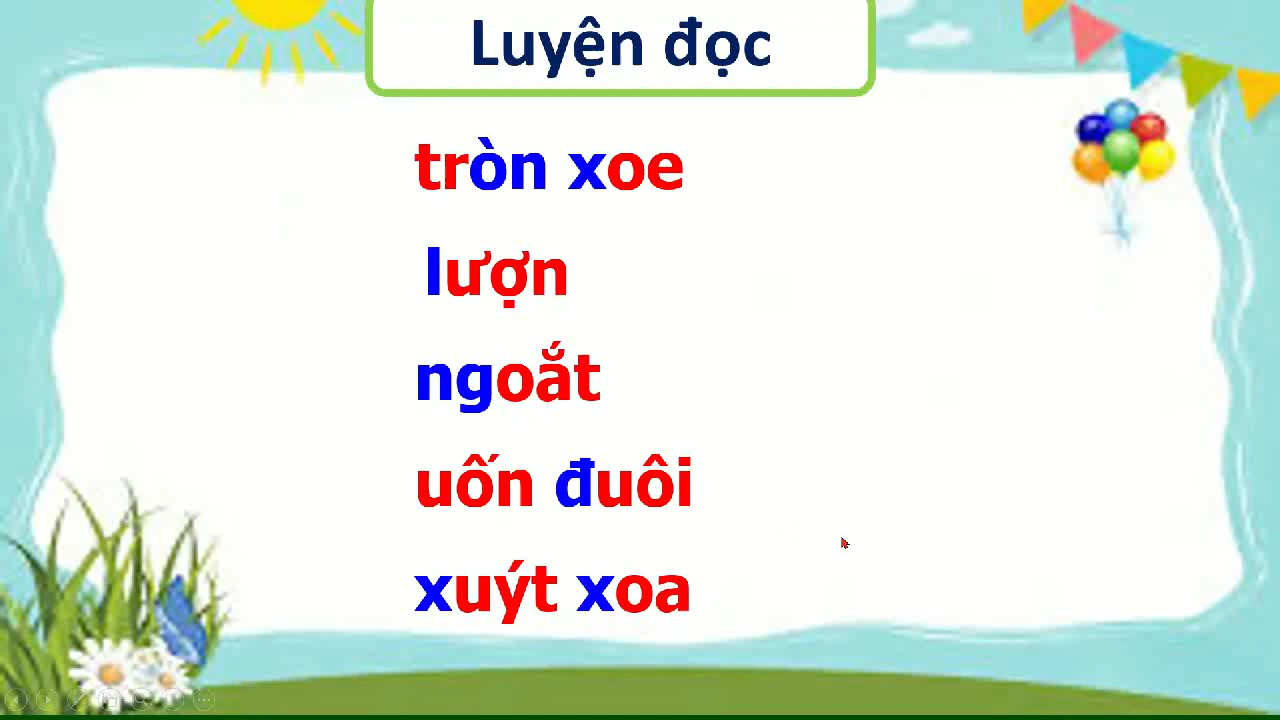 Luyện đọc
tròn xoe
lượn
ngoắt
uốn đuôi
xuýt xoa